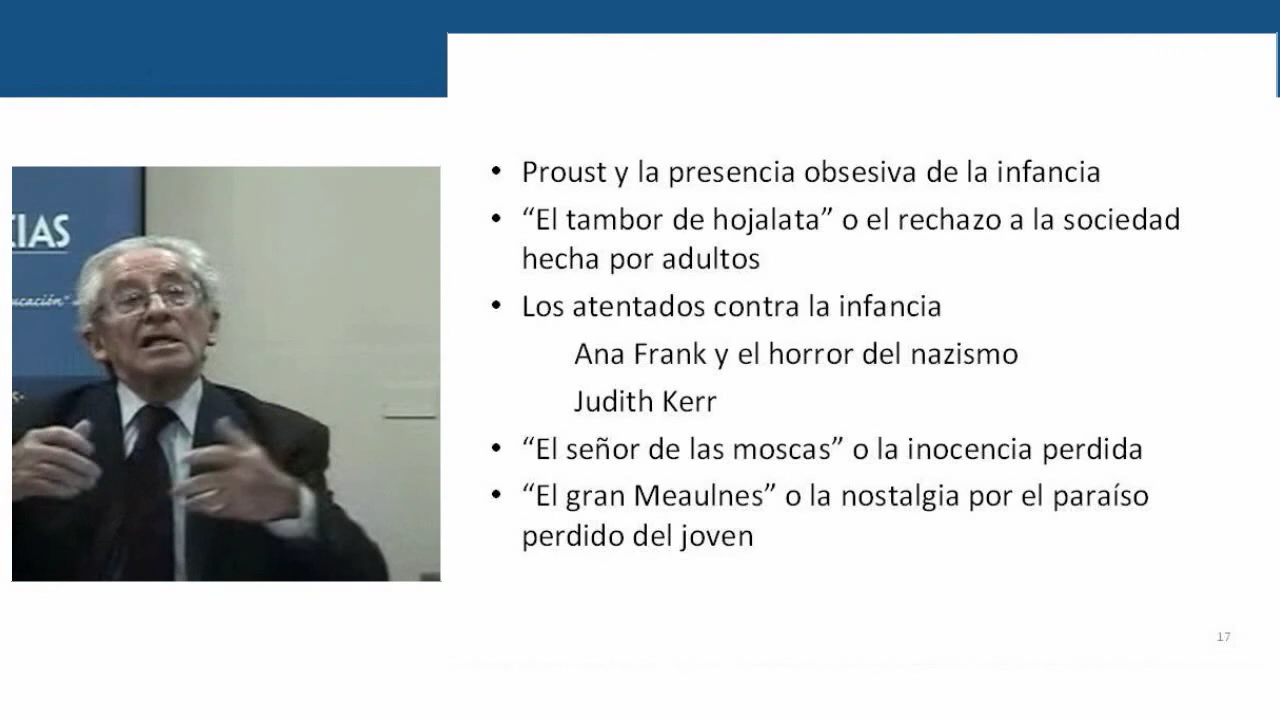 • Proust y la presencia obsesiva de la infancia
• “El tambor de hojalata” o el rechazo a la sociedad
hecha por adultos
• Los atentados contra la infancia
Ana Frank y el horror del nazismo
Judith Kerr
• “El señor de las moscas” o la inocencia perdida
• “El gran Meaulnes” o la nostalgia por el paraíso
perdido del joven
17